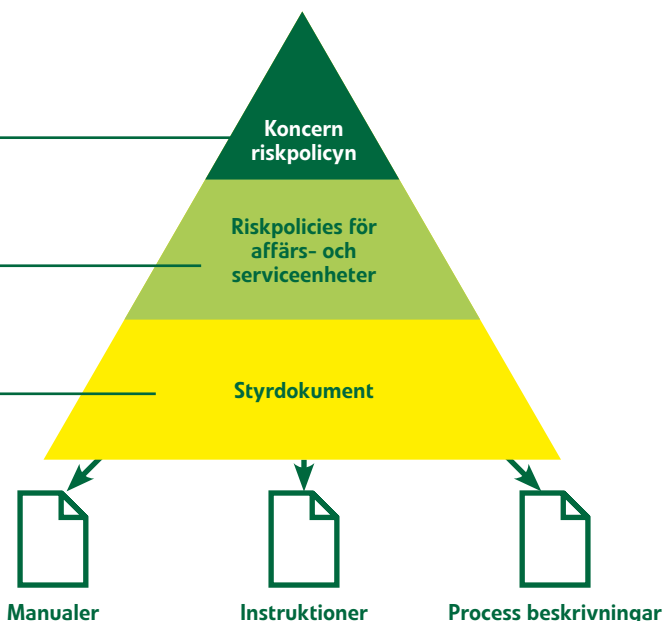 Koncern
riskpolicyn
Riskpolicies för
affärs- och
serviceenheter
Styrdokument
Manualer
Instruktioner
Process beskrivningar